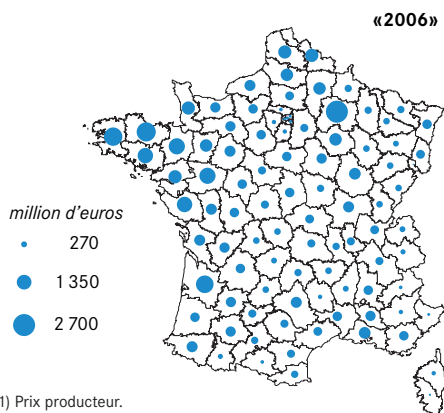 «2006»
million d'euros
270
1 350
2 700
1) Prix producteur.